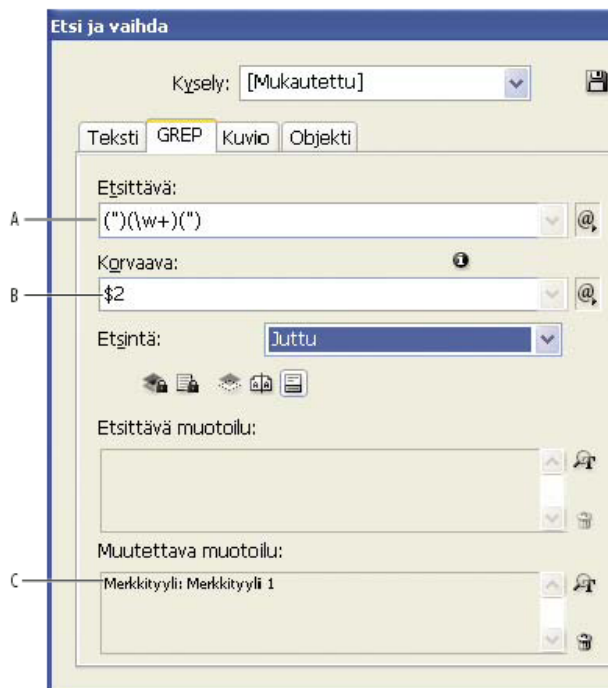 Etsi ja vaihda
Kysely: [Mukautettu]
Teksti GREP Kuvio Objekti
Etsittävä:
A (")(\w+)(")
Korvaava:
B $2
Etsintä: Juttu
Etsittävä muotoilu:
Muutettava muotoilu:
C Merkkityyli: Merkkityyli 1